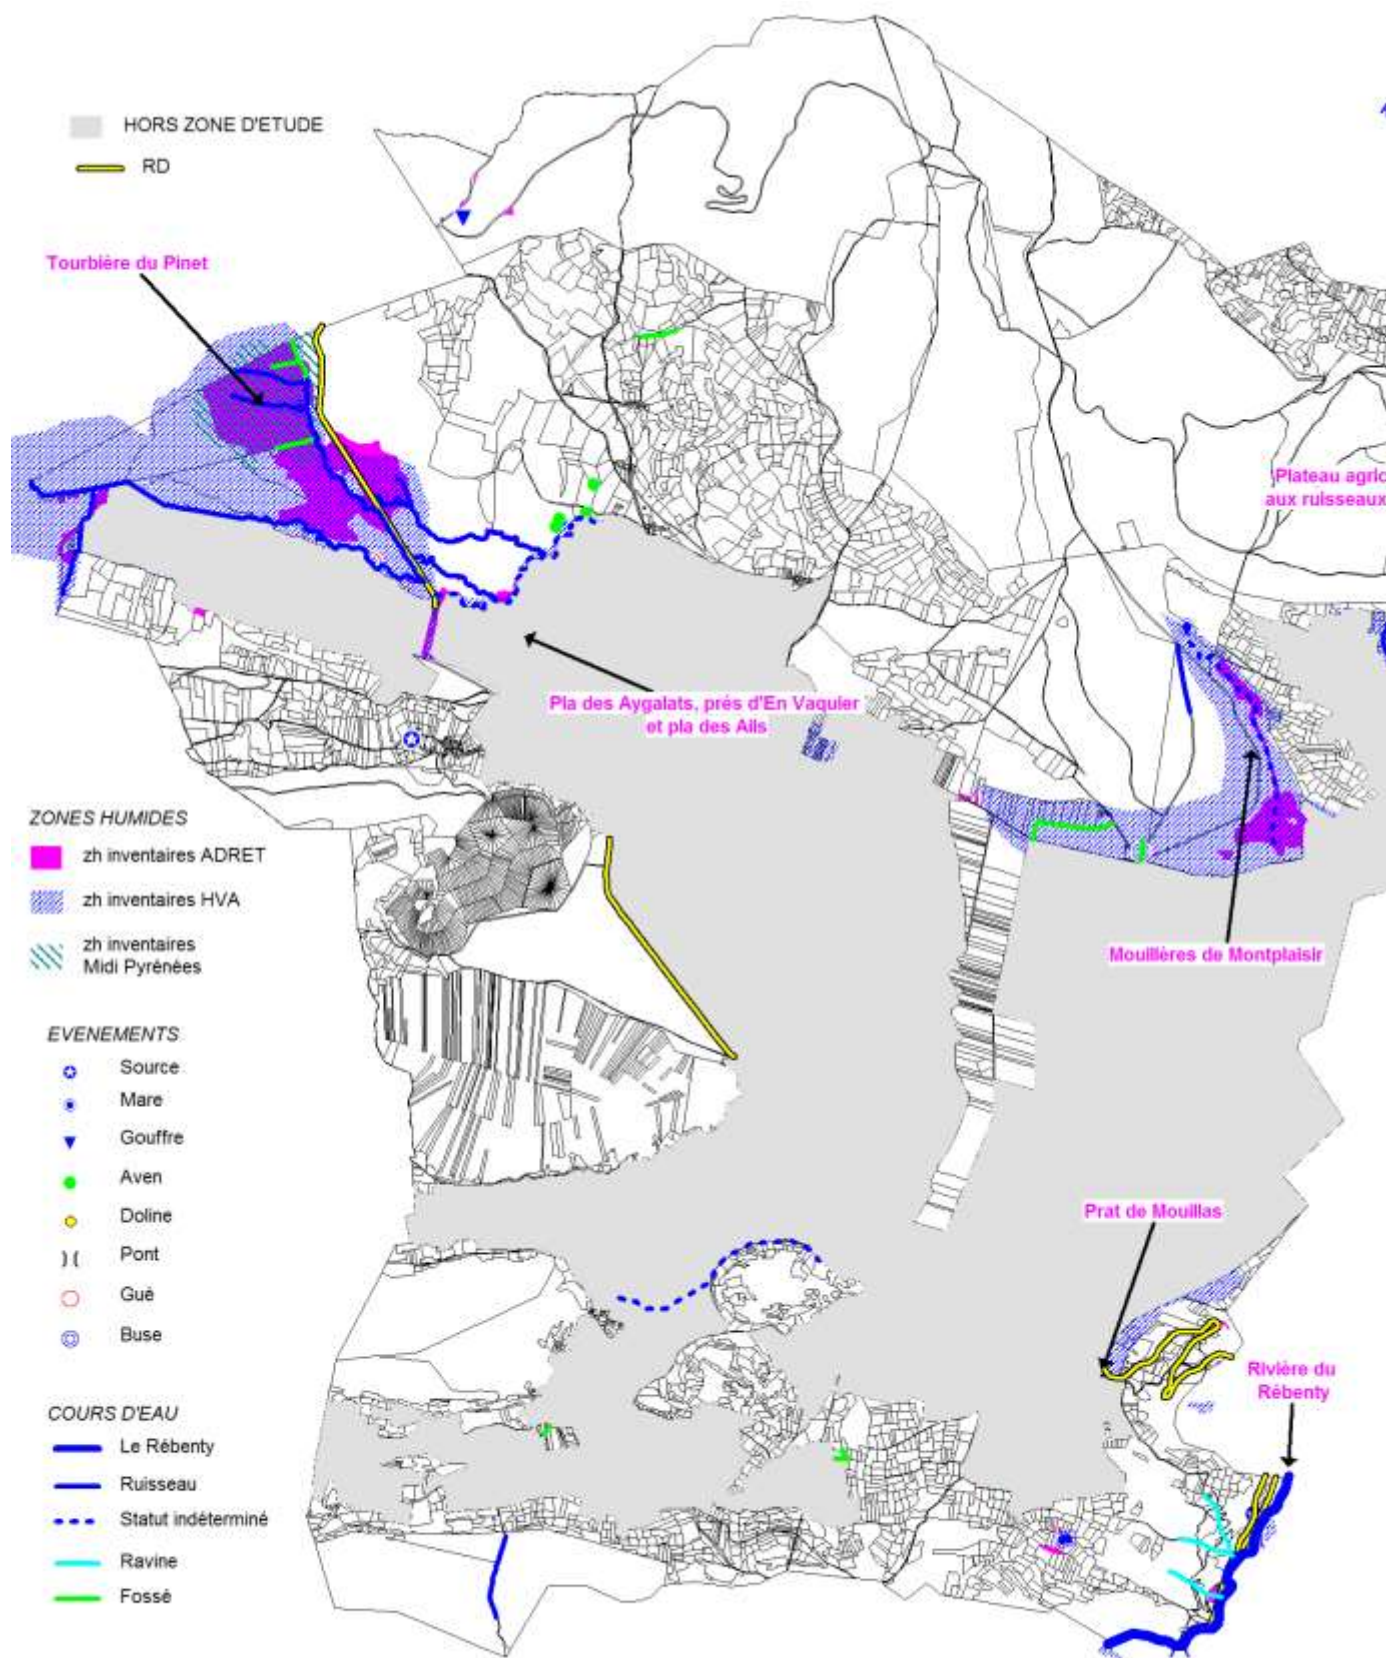 HORS ZONE D'ETUDE
RD
Tourbière du Pinet
Plateau agric
aux ruisseaux
Pla des Aygalats, prés d'En Vaquier
et pla des Ails
ZONES HUMIDES
zh inventaires ADRET
zh inventaires HVA
zh inventaires
Midi Pyrénées
Mouillères de Montplaisir
EVENEMENTS
Source
Mare
Gouffre
Aven
Doline
Pont
Gué
Buse
Prat de Mouillas
Rivière du
Rébenty
COURS D'EAU
Le Rébenty
Ruisseau
Statut indéterminé
Ravine
Fossé